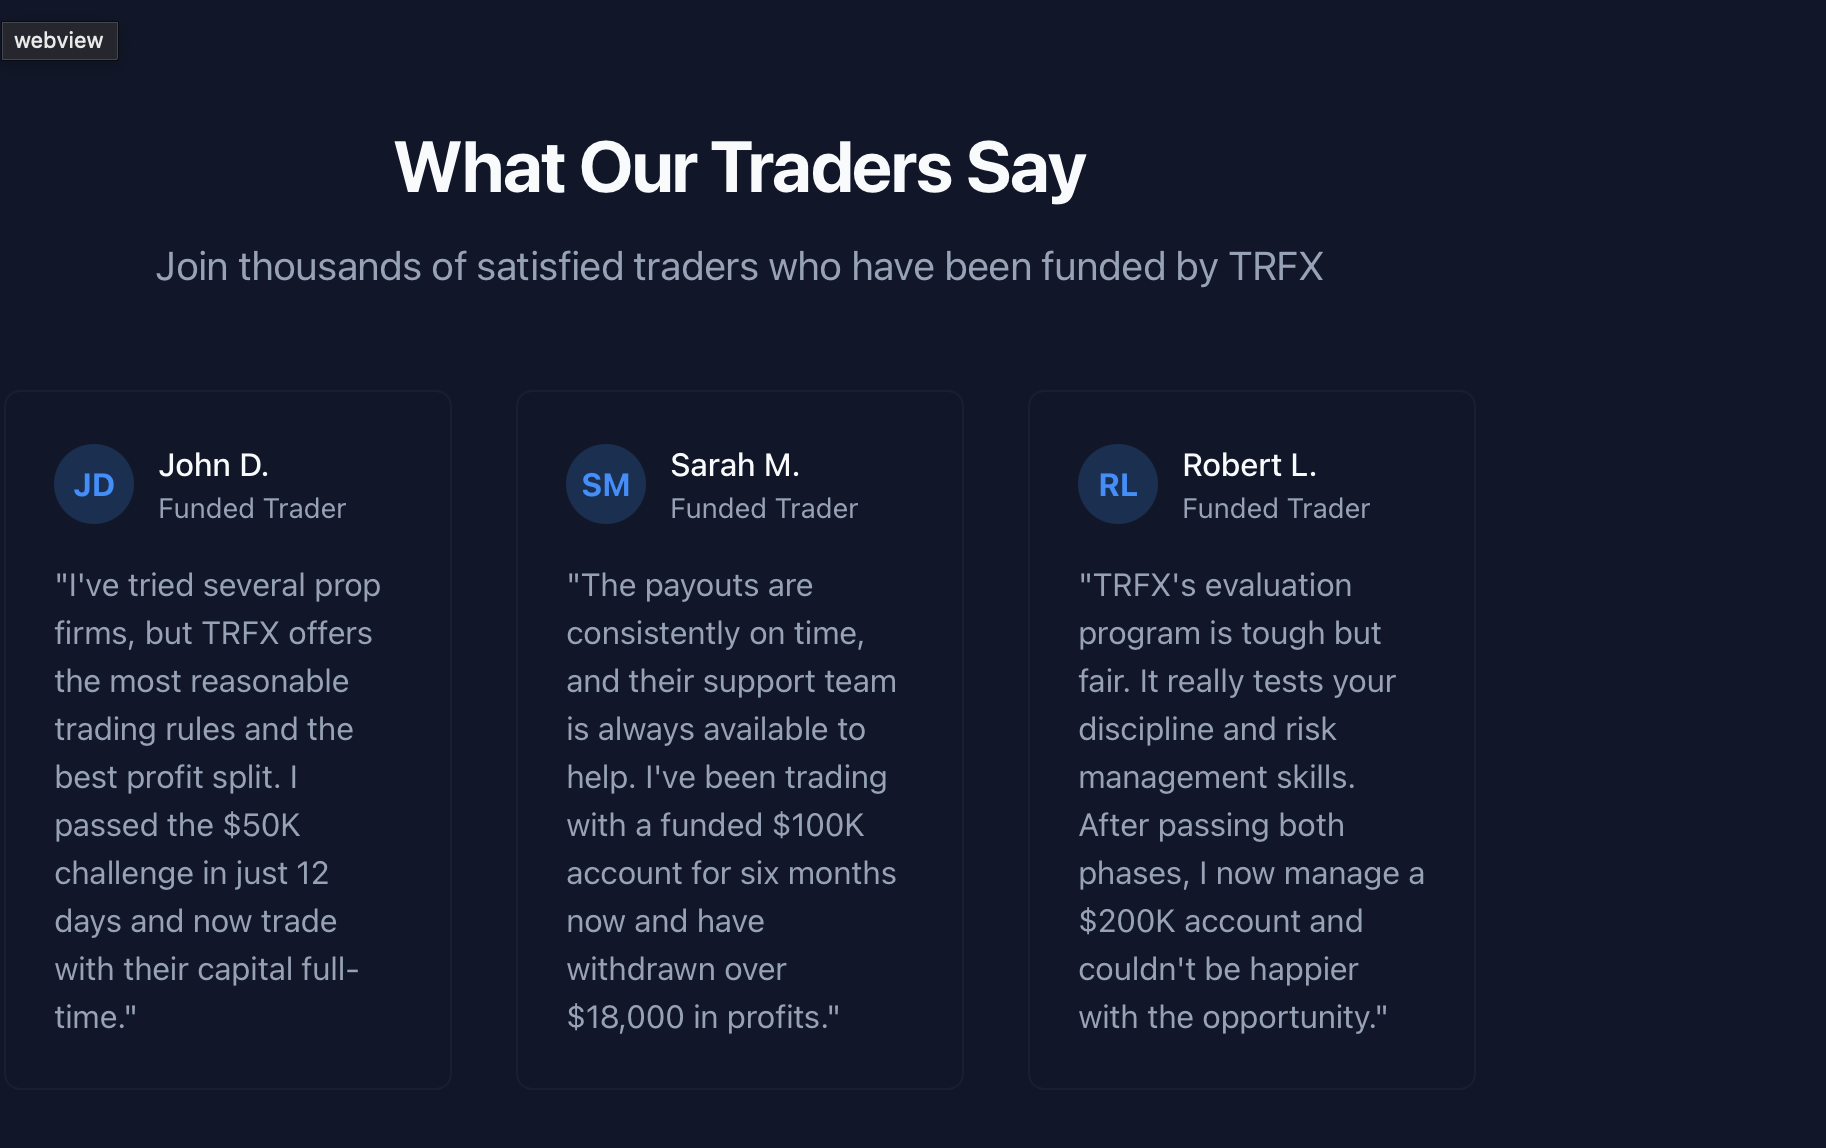 webview
What Our Traders Say
Join thousands of satisfied traders who have been funded by TRFX
JD
John D.
Funded Trader
"I've tried several prop
firms, but TRFX offers
the most reasonable
trading rules and the
best profit split. I
passed the $50K
challenge in just 12
days and now trade
with their capital full-
time."
SM
Sarah M.
Funded Trader
"The payouts are
consistently on time,
and their support team
is always available to
help. I've been trading
with a funded $100K
account for six months
now and have
withdrawn over
$18,000 in profits."
RL
Robert L.
Funded Trader
"TRFX's evaluation
program is tough but
fair. It really tests your
discipline and risk
management skills.
After passing both
phases, I now manage a
$200K account and
couldn't be happier
with the opportunity."